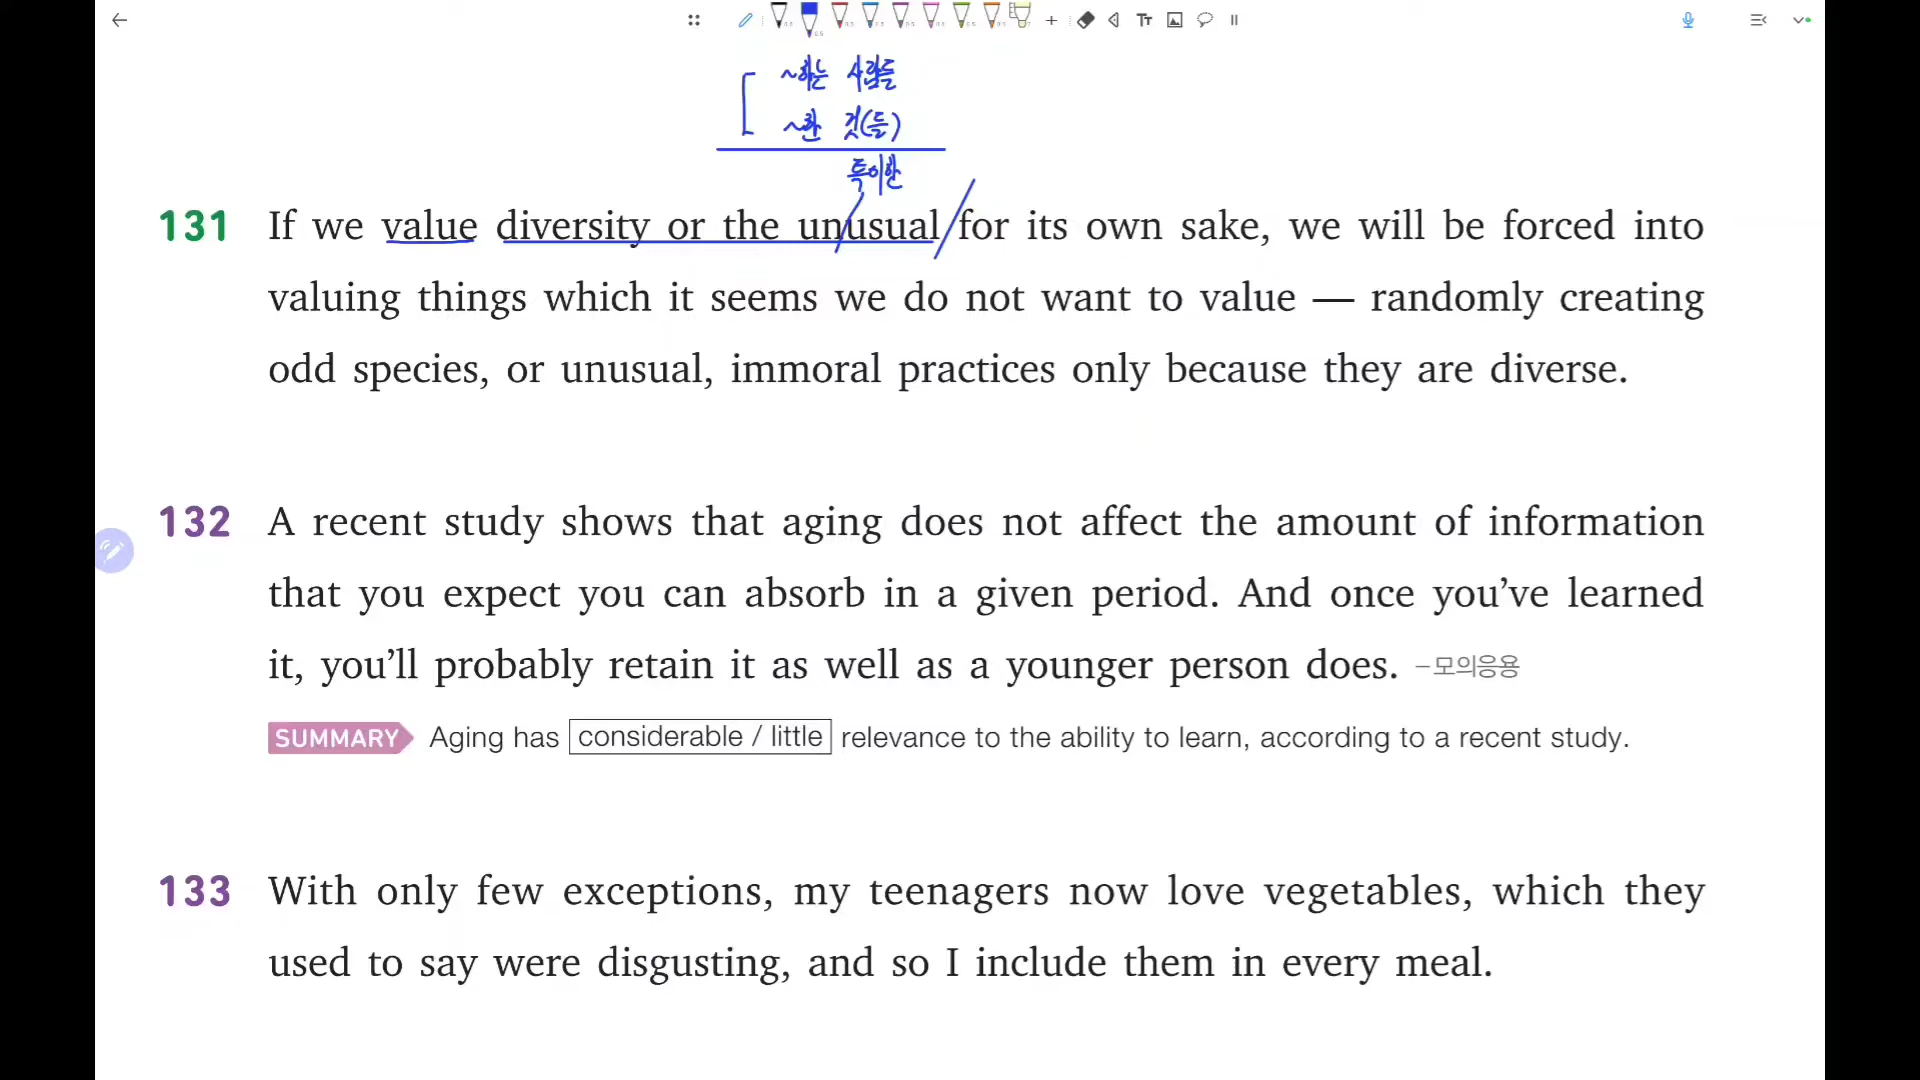 ~하는 사람들
~한 것(들)
특이한
131 If we value diversity or the unusual for its own sake, we will be forced into
valuing things which it seems we do not want to value — randomly creating
odd species, or unusual, immoral practices only because they are diverse.
132 A recent study shows that aging does not affect the amount of information
that you expect you can absorb in a given period. And once you’ve learned
it, you’ll probably retain it as well as a younger person does. –모의응용
SUMMARY Aging has considerable / little relevance to the ability to learn, according to a recent study.
133 With only few exceptions, my teenagers now love vegetables, which they
used to say were disgusting, and so I include them in every meal.